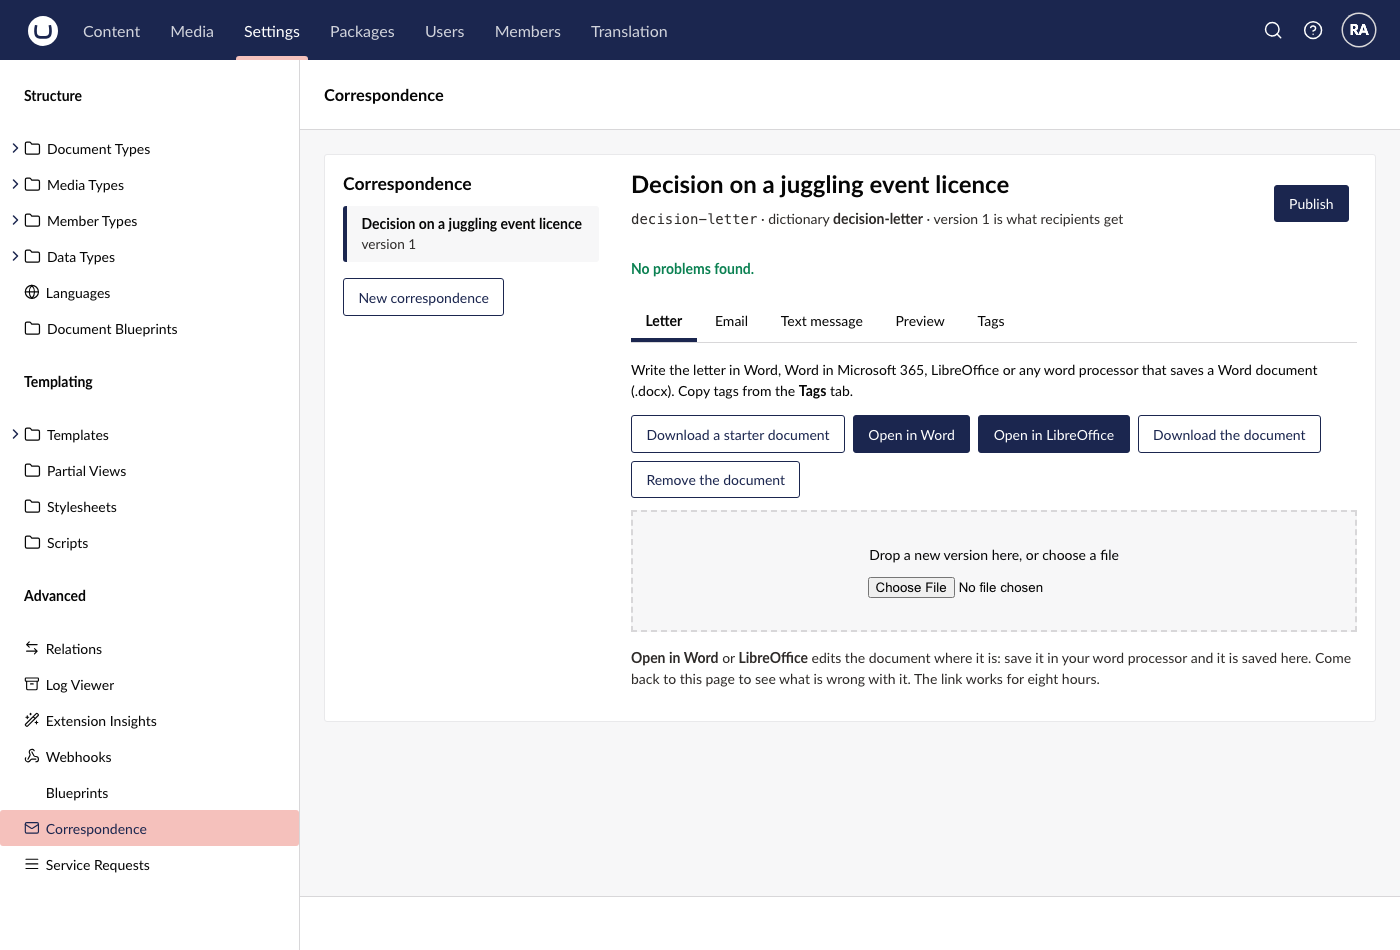 Content Media Settings Packages Users Members Translation RA
Structure
Document Types
Media Types
Member Types
Data Types
Languages
Document Blueprints
Templating
Templates
Partial Views
Stylesheets
Scripts
Advanced
Relations
Log Viewer
Extension Insights
Webhooks
Blueprints
Correspondence
Service Requests
Correspondence
Correspondence
Decision on a juggling event licence
version 1
New correspondence
Decision on a juggling event licence
decision-letter · dictionary decision-letter · version 1 is what recipients get
Publish
No problems found.
Letter Email Text message Preview Tags
Write the letter in Word, Word in Microsoft 365, LibreOffice or any word processor that saves a Word document
(.docx). Copy tags from the Tags tab.
Download a starter document Open in Word Open in LibreOffice Download the document
Remove the document
Drop a new version here, or choose a file
Choose File No file chosen
Open in Word or LibreOffice edits the document where it is: save it in your word processor and it is saved here. Come
back to this page to see what is wrong with it. The link works for eight hours.